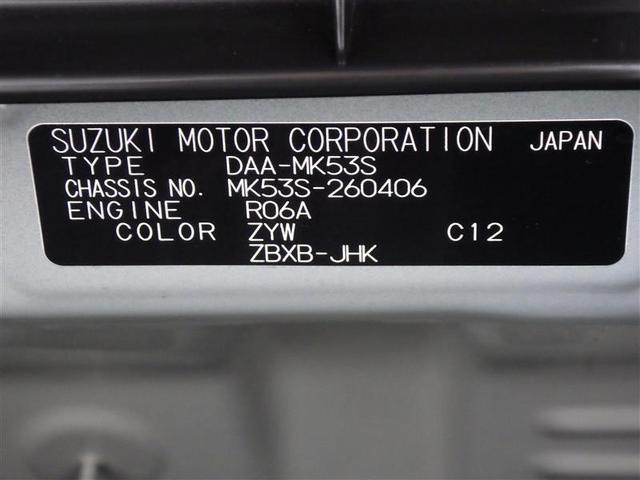 SUZUKI MOTOR CORPORATION JAPAN
TYPE DAA-MK53S
CHASSIS NO. MK53S-260406
ENGINE R06A
COLOR ZYW C12
ZBXB-JHK